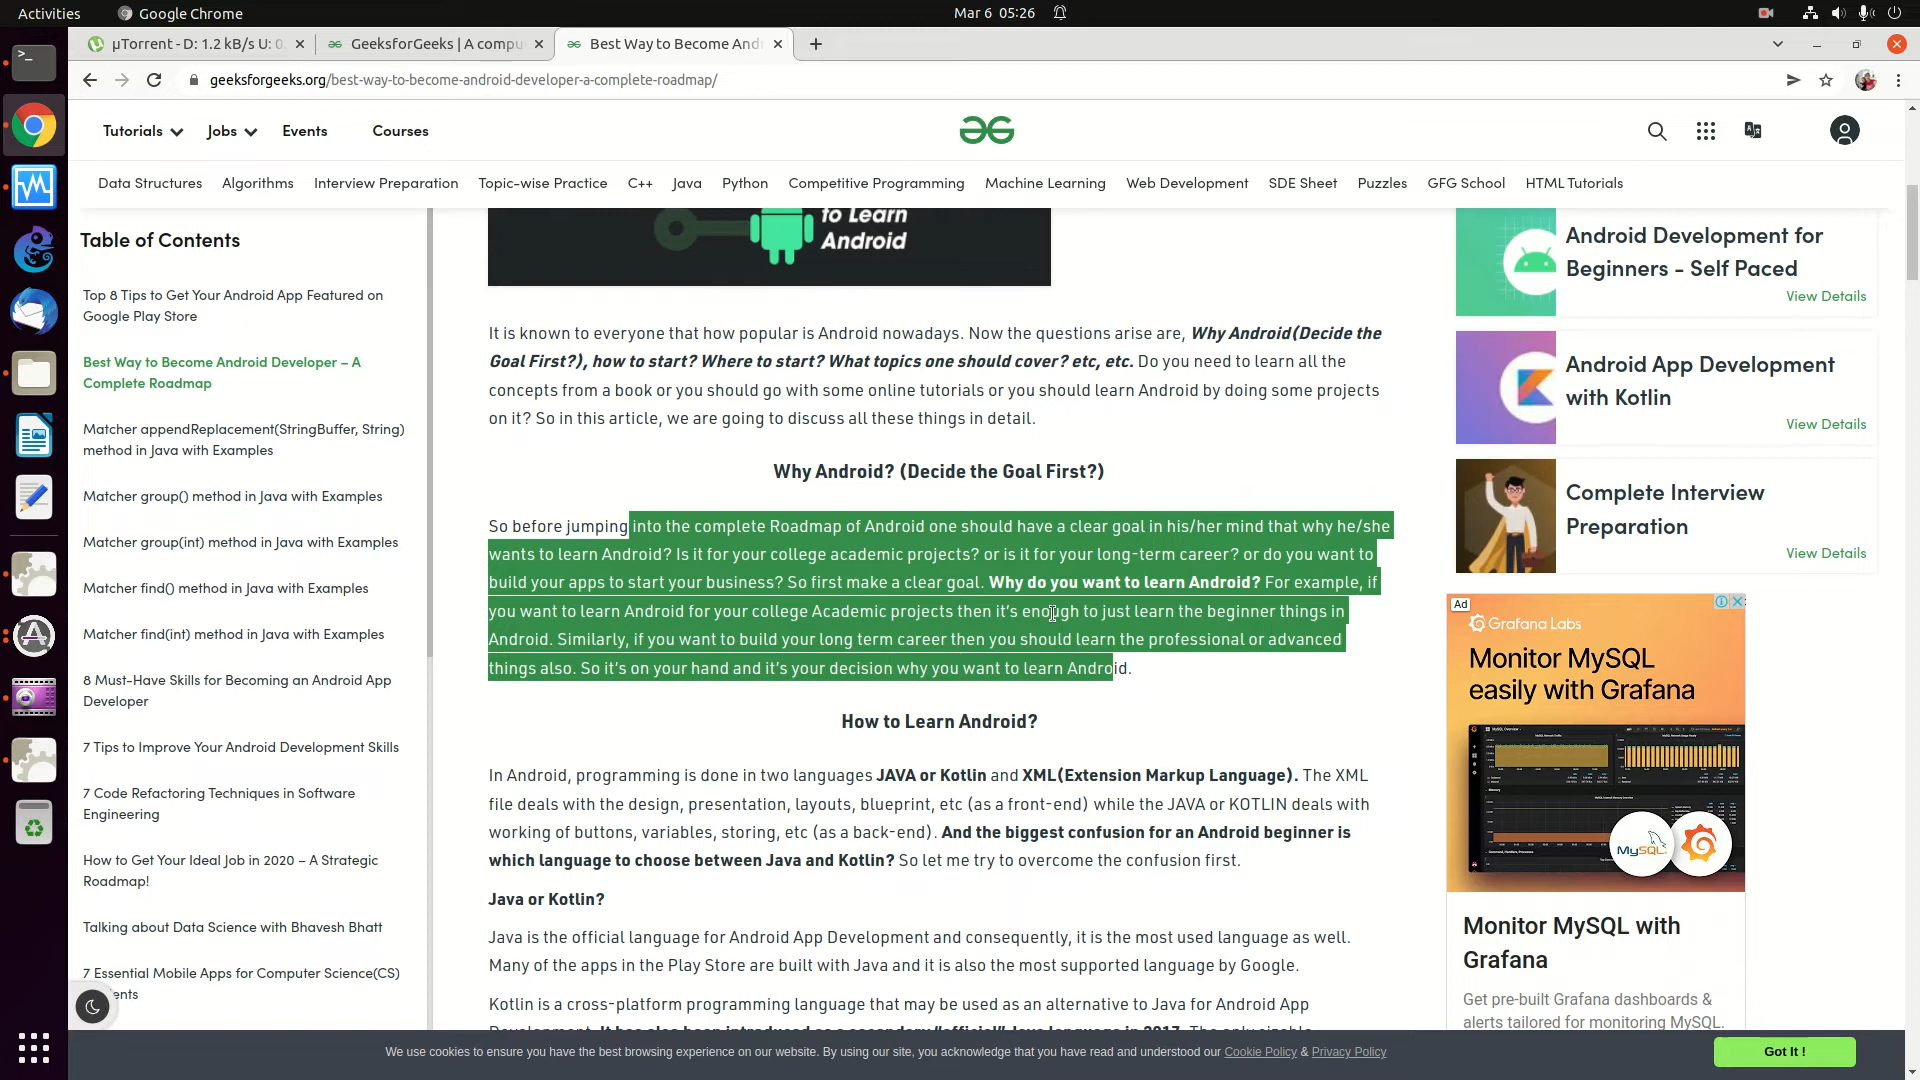 Activities
Google Chrome
Mar 6 05:26
µTorrent - D: 1.2 kB/s U: 0.
GeeksforGeeks | A compu
Best Way to Become And
geeksforgeeks.org/best-way-to-become-android-developer-a-complete-roadmap/
Tutorials
Jobs
Events
Courses
Data Structures
Algorithms
Interview Preparation
Topic-wise Practice
C++
Java
Python
Competitive Programming
Machine Learning
Web Development
SDE Sheet
Puzzles
GFG School
HTML Tutorials
Table of Contents
Top 8 Tips to Get Your Android App Featured on
Google Play Store
Best Way to Become Android Developer – A
Complete Roadmap
Matcher appendReplacement(StringBuffer, String)
method in Java with Examples
Matcher group() method in Java with Examples
Matcher group(int) method in Java with Examples
Matcher find() method in Java with Examples
Matcher find(int) method in Java with Examples
8 Must-Have Skills for Becoming an Android App
Developer
7 Tips to Improve Your Android Development Skills
7 Code Refactoring Techniques in Software
Engineering
How to Get Your Ideal Job in 2020 – A Strategic
Roadmap!
Talking about Data Science with Bhavesh Bhatt
7 Essential Mobile Apps for Computer Science(CS)
ents
to Learn
Android
It is known to everyone that how popular is Android nowadays. Now the questions arise are, Why Android(Decide the
Goal First?), how to start? Where to start? What topics one should cover? etc, etc. Do you need to learn all the
concepts from a book or you should go with some online tutorials or you should learn Android by doing some projects
on it? So in this article, we are going to discuss all these things in detail.
Why Android? (Decide the Goal First?)
So before jumping into the complete Roadmap of Android one should have a clear goal in his/her mind that why he/she
wants to learn Android? Is it for your college academic projects? or is it for your long-term career? or do you want to
build your apps to start your business? So first make a clear goal. Why do you want to learn Android? For example, if
you want to learn Android for your college Academic projects then it's enough to just learn the beginner things in
Android. Similarly, if you want to build your long term career then you should learn the professional or advanced
things also. So it's on your hand and it's your decision why you want to learn Android.
How to Learn Android?
In Android, programming is done in two languages JAVA or Kotlin and XML(Extension Markup Language). The XML
file deals with the design, presentation, layouts, blueprint, etc (as a front-end) while the JAVA or KOTLIN deals with
working of buttons, variables, storing, etc (as a back-end). And the biggest confusion for an Android beginner is
which language to choose between Java and Kotlin? So let me try to overcome the confusion first.
Java or Kotlin?
Java is the official language for Android App Development and consequently, it is the most used language as well.
Many of the apps in the Play Store are built with Java and it is also the most supported language by Google.
Kotlin is a cross-platform programming language that may be used as an alternative to Java for Android App
Development. It has also been introduced as a secondary "official" Java language in 2017. The only sizable
Android Development for
Beginners - Self Paced
View Details
Android App Development
with Kotlin
View Details
Complete Interview
Preparation
View Details
Ad
Grafana Labs
Monitor MySQL
easily with Grafana
MySQL
Monitor MySQL with
Grafana
Get pre-built Grafana dashboards &
alerts tailored for monitoring MySQL.
We use cookies to ensure you have the best browsing experience on our website. By using our site, you acknowledge that you have read and understood our Cookie Policy & Privacy Policy
Got It !